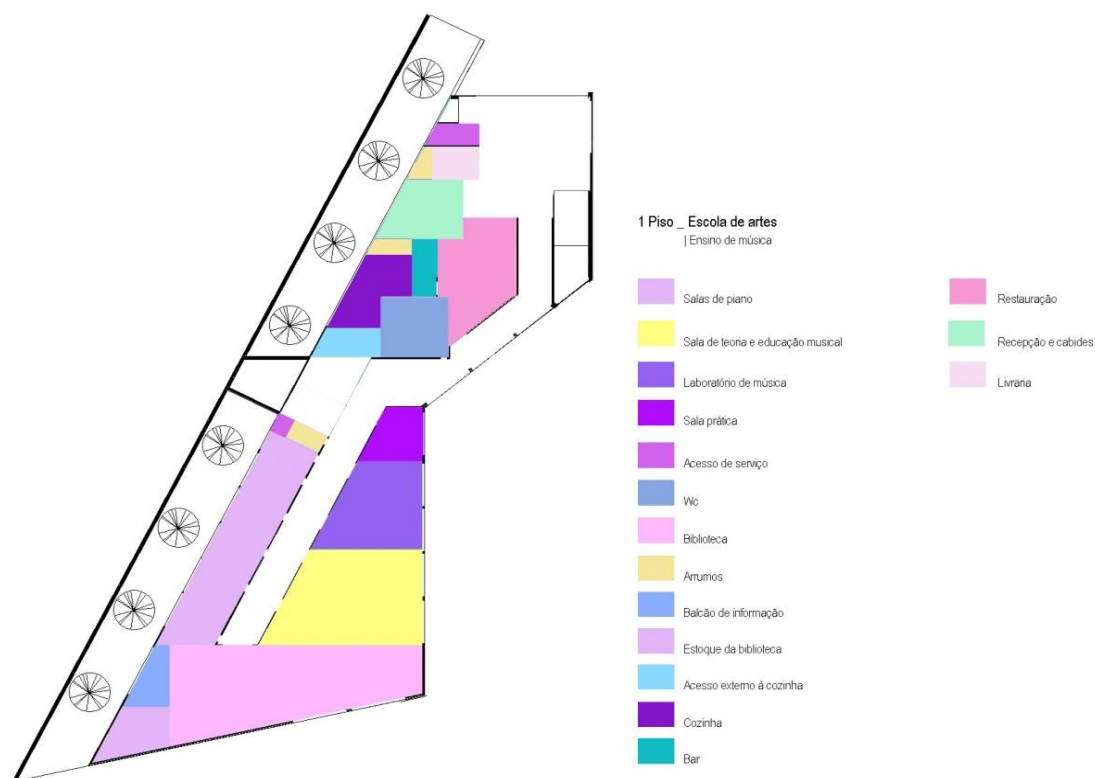 1 Piso _ Escola de artes
| Ensino de música
Salas de piano
Sala de teoria e educação musical
Laboratório de música
Sala prática
Acesso de serviço
Wc
Biblioteca
Arrumos
Balcão de informação
Estoque da biblioteca
Acesso externo à cozinha
Cozinha
Bar
Restauração
Recepção e cabides
Livraria